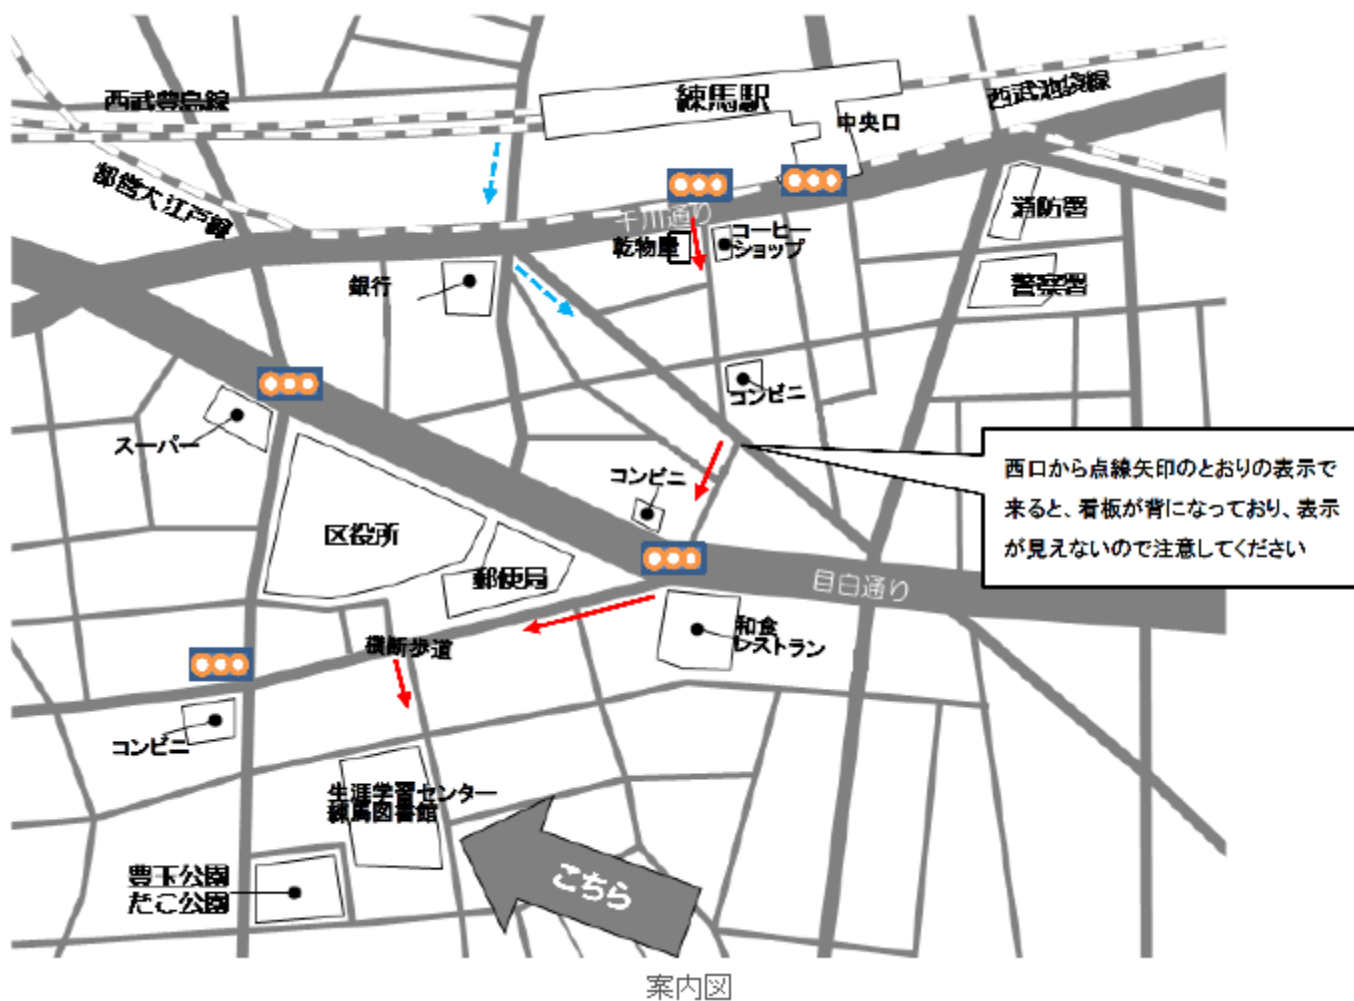 西武豊島線
練馬駅
西武池袋線
中央口
都営大江戸線
千川通り
消防署
乾物屋
コーヒー
ショップ
銀行
警察署
コンビニ
スーパー
コンビニ
西口から点線矢印のとおりの表示で
来ると、看板が背になっており、表示
が見えないので注意してください
区役所
郵便局
目白通り
和食
レストラン
横断歩道
コンビニ
生涯学習センター
練馬図書館
豊玉公園
たこ公園
こちら
案内図